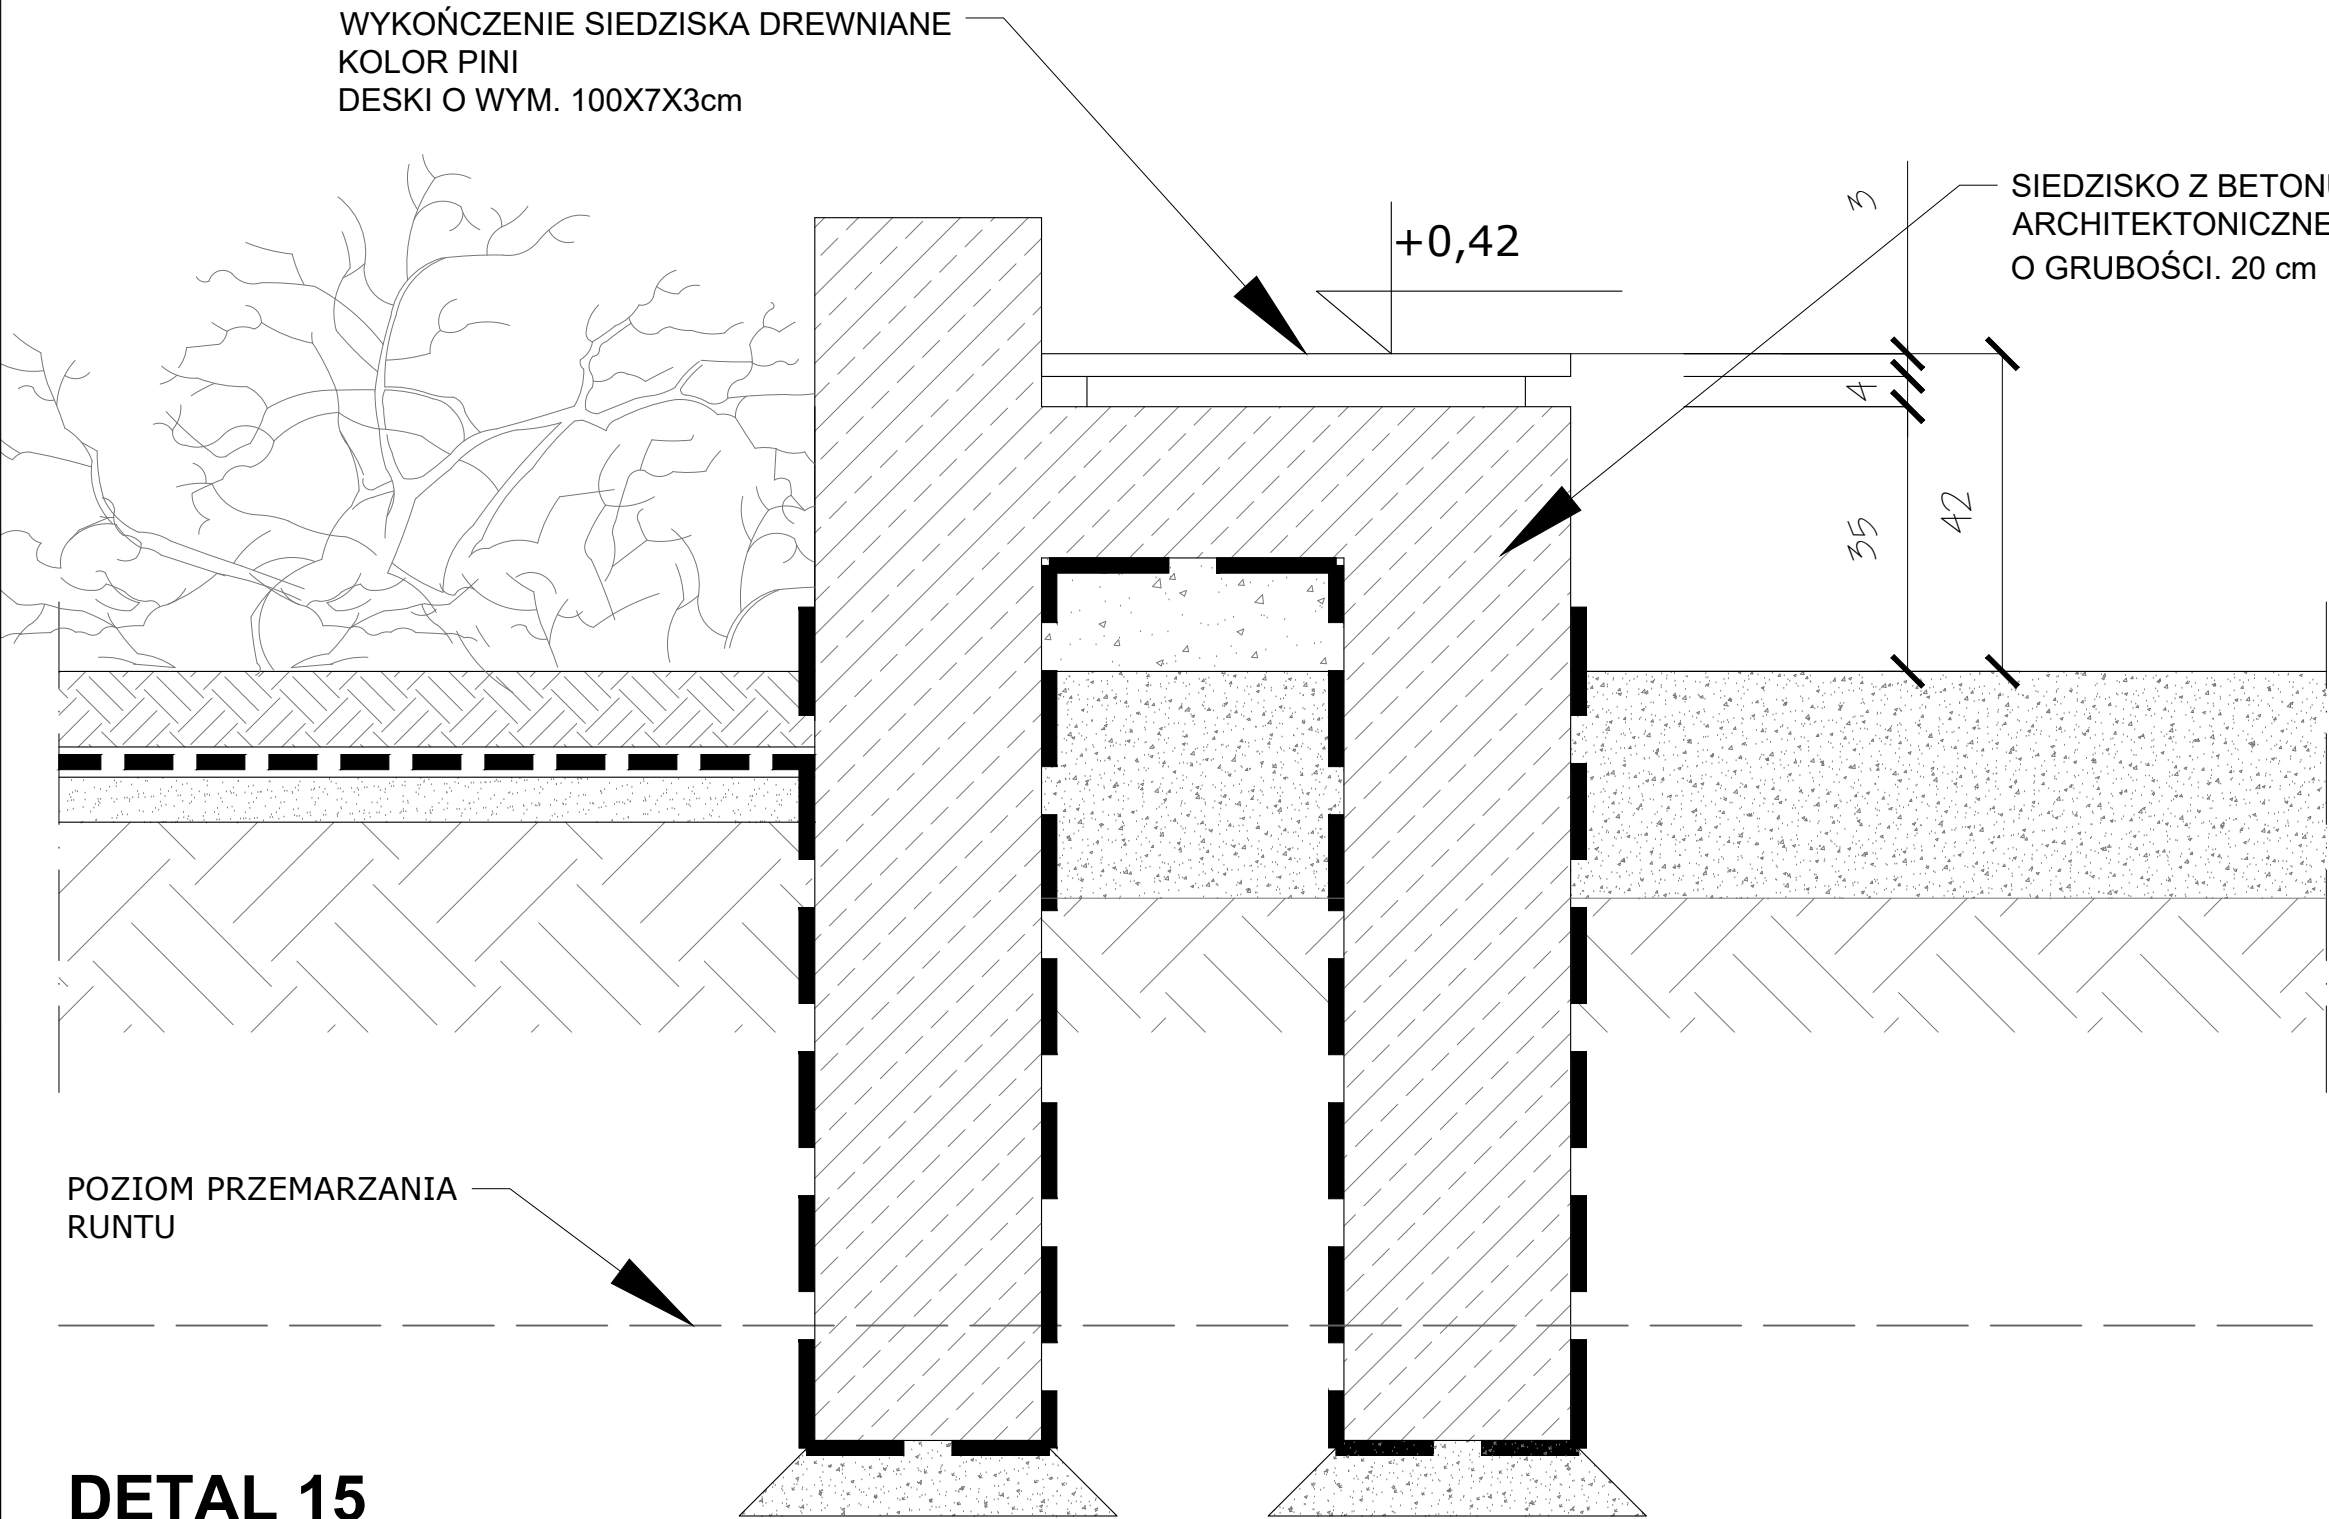 WYKOŃCZENIE SIEDZISKA DREWNIANE
KOLOR PINI
DESKI O WYM. 100X7X3cm
SIEDZISKO Z
ARCHITEKTONICZNE
O GRUBOŚCI. 20 cm
+0,42
3
4
35
42
POZIOM PRZEMARZANIA
RUNTU
DETAL 15